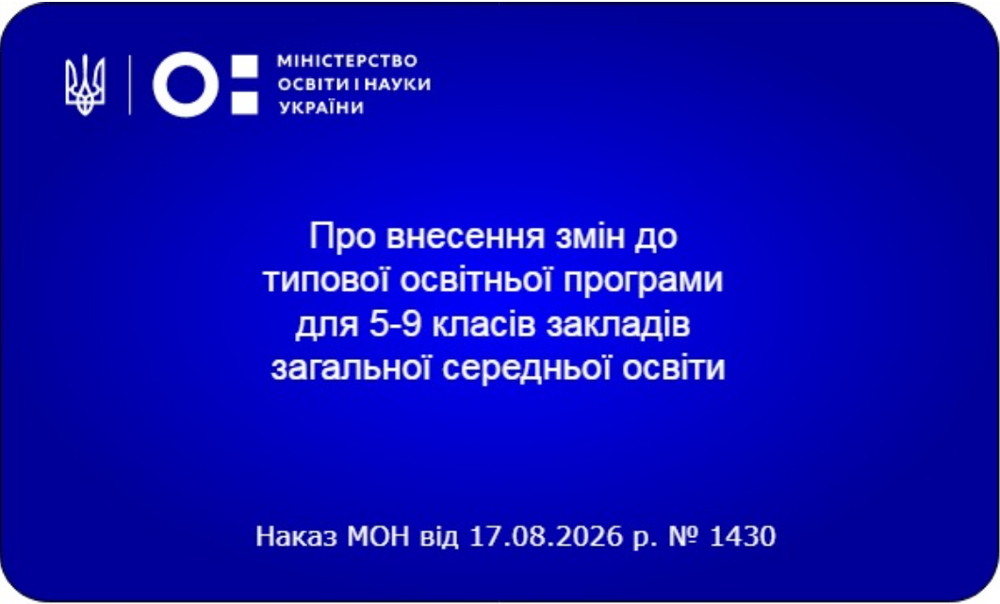 МІНІСТЕРСТВО
ОСВІТИ І НАУКИ
УКРАЇНИ
Про внесення змін до
типової освітньої програми
для 5-9 класів закладів
загальної середньої освіти
Наказ МОН від 17.08.2026 р. № 1430